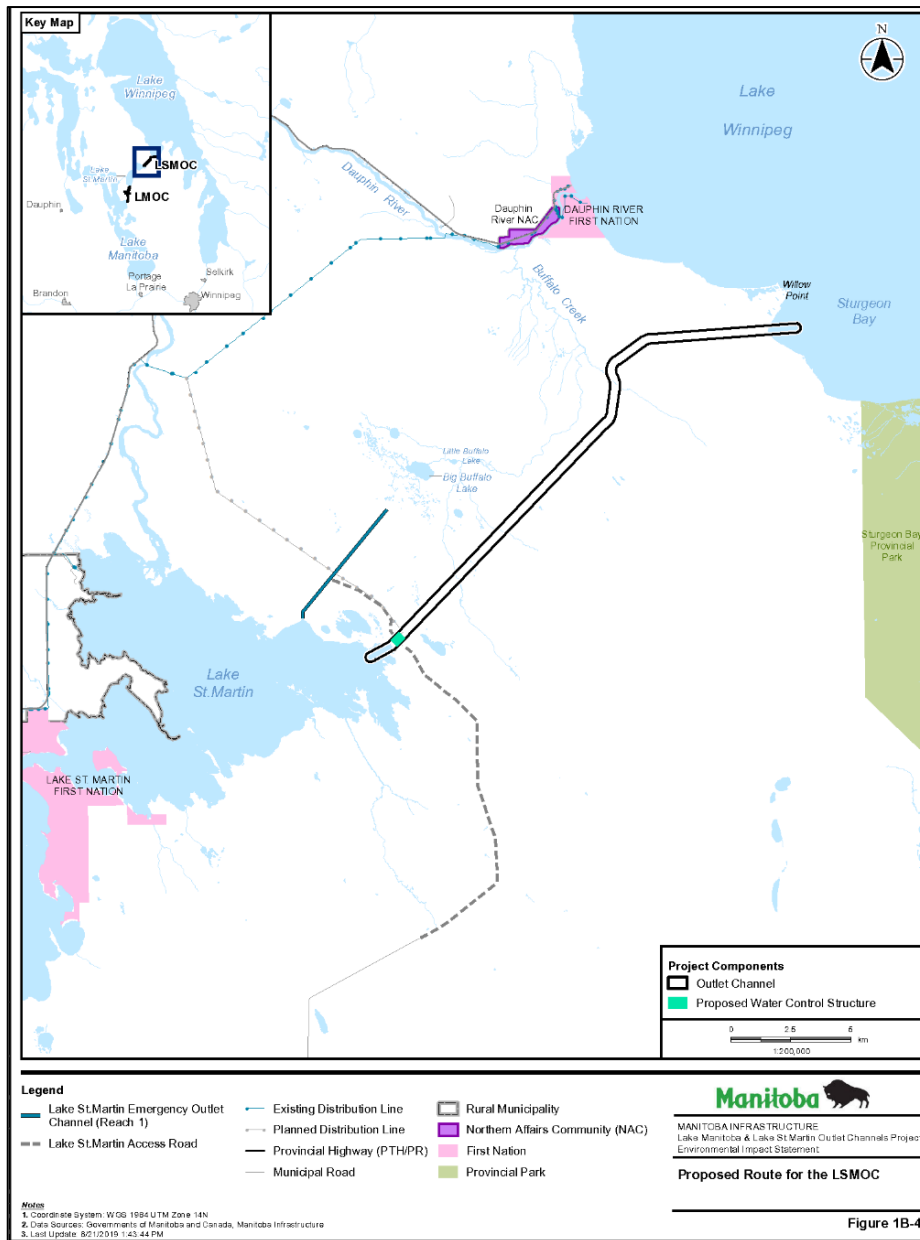 Key Map
Lake
Winnipeg
LSMOC
Lake
St.Martin
LMOC
Dauphin
Lake
Manitoba
Portage
La Prairie
Selkirk
Brandon
Winnipeg
N
Lake
Winnipeg
Dauphin River
Dauphin
River NAC
DAUPHIN RIVER
FIRST NATION
Buffalo Creek
Willow
Point
Sturgeon
Bay
Little Buffalo
Lake
Big Buffalo
Lake
Sturgeon Bay
Provincial
Park
Lake
St.Martin
LAKE ST. MARTIN
FIRST NATION
Project Components
Outlet Channel
Proposed Water Control Structure
0 2.5 5
km
1:200,000
Legend
Lake St.Martin Emergency Outlet
Channel (Reach 1)
Lake St.Martin Access Road
Existing Distribution Line
Planned Distribution Line
Provincial Highway (PTH/PR)
Municipal Road
Rural Municipality
Northern Affairs Community (NAC)
First Nation
Provincial Park
Manitoba
MANITOBA INFRASTRUCTURE
Lake Manitoba & Lake St.Martin Outlet Channels Project
Environmental Impact Statement
Proposed Route for the LSMOC
Figure 1B-4
Notes
1. Coordinate System: WGS 1984 UTM Zone 14N
2. Data Sources: Governments of Manitoba and Canada, Manitoba Infrastructure
3. Last Update: 6/21/2019 1:43:44 PM